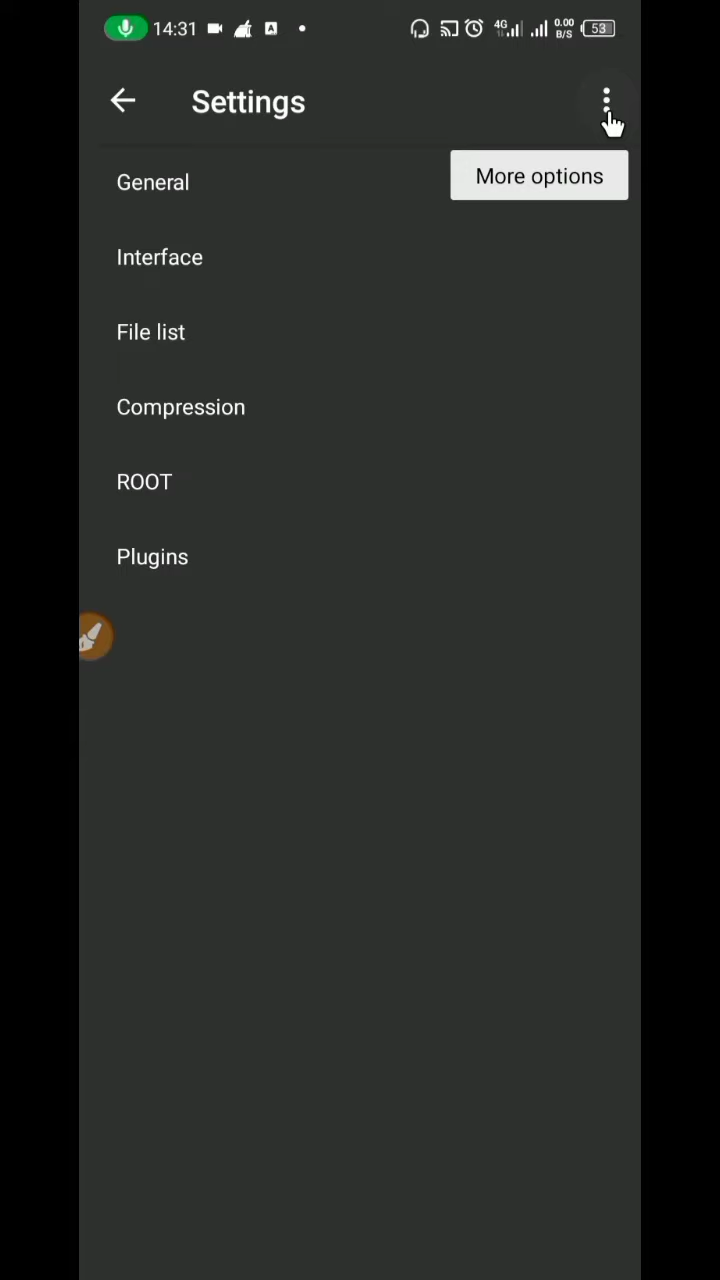 14:31 A 4G 0.00 B/S 53
Settings
More options
General
Interface
File list
Compression
ROOT
Plugins